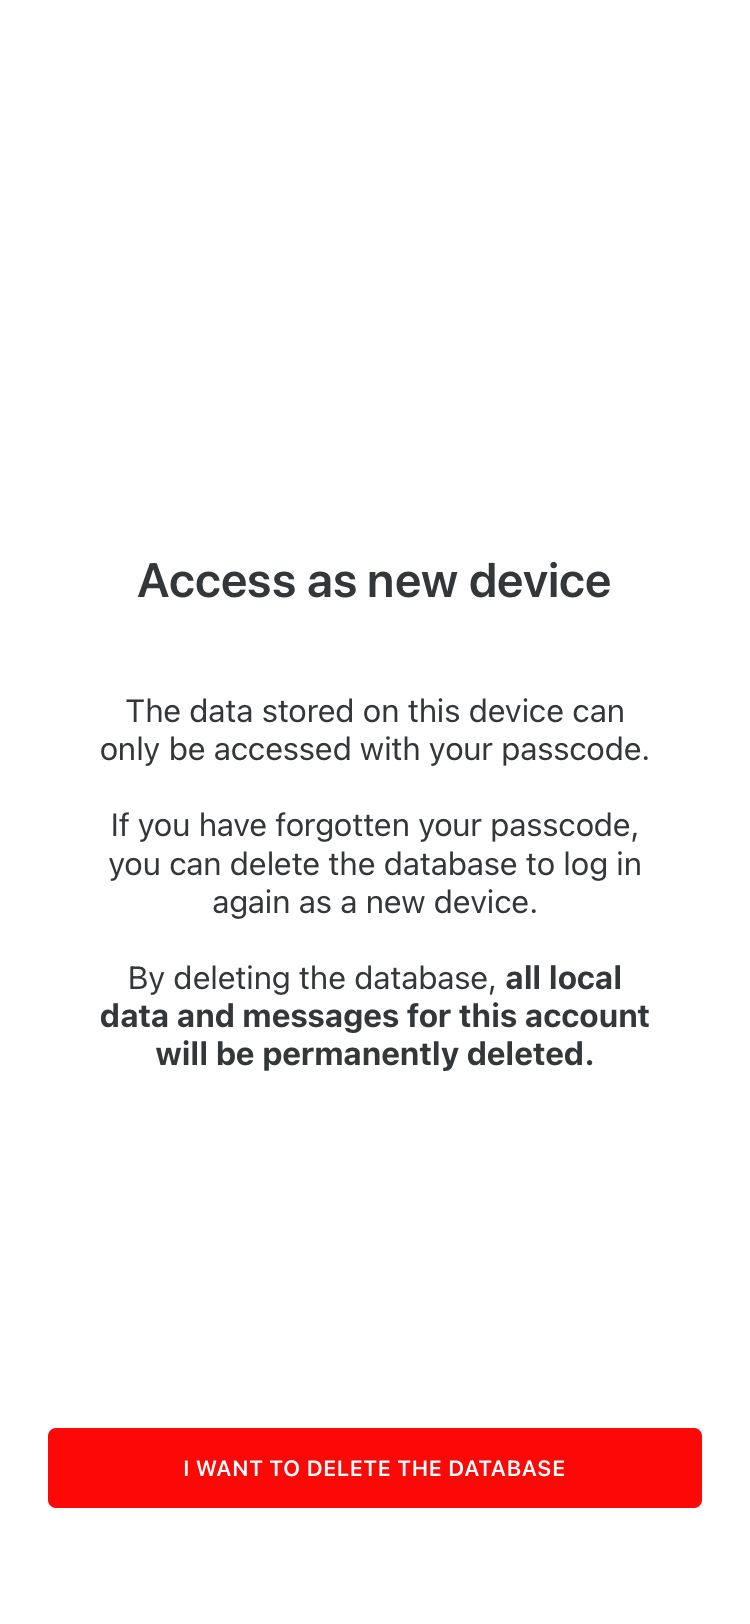 Access as new device
The data stored on this device can
only be accessed with your passcode.
If you have forgotten your passcode,
you can delete the database to log in
again as a new device.
By deleting the database, all local
data and messages for this account
will be permanently deleted.
I WANT TO DELETE THE DATABASE